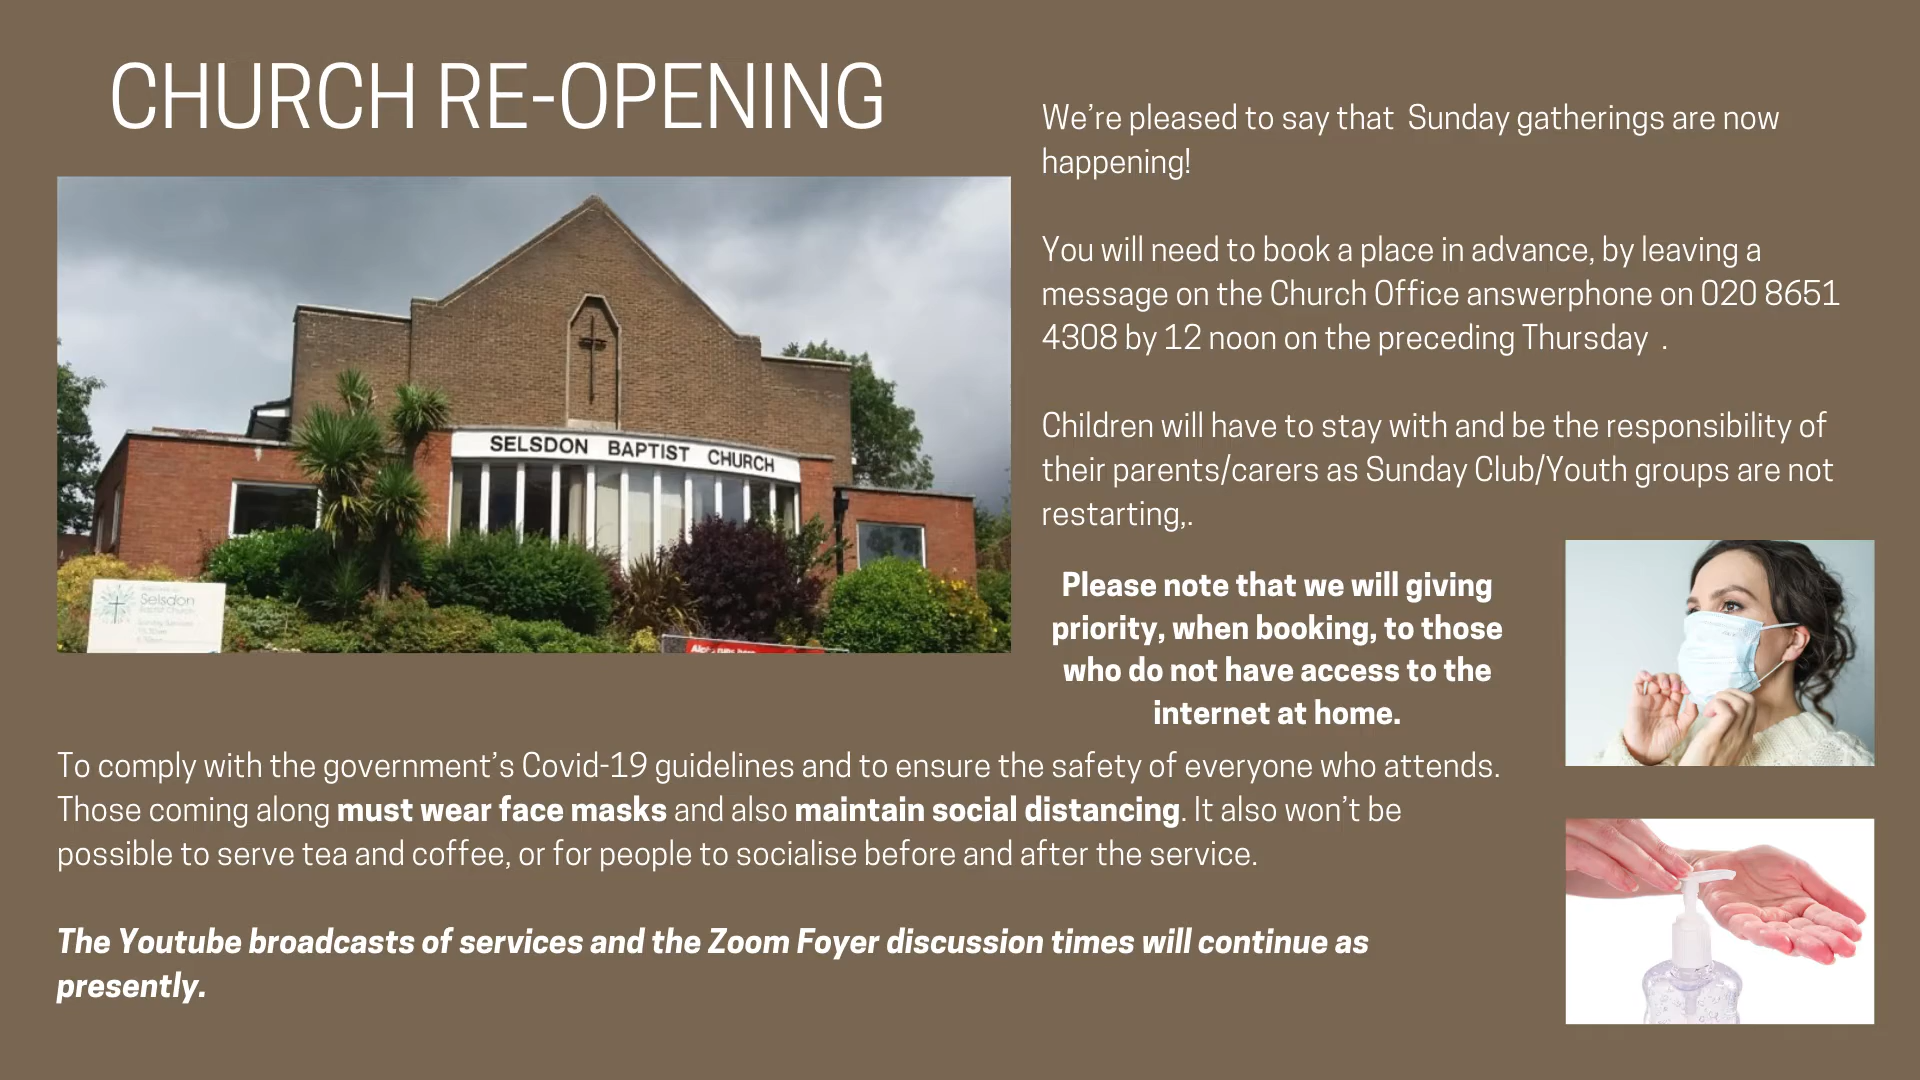 CHURCH RE-OPENING
We’re pleased to say that Sunday gatherings are now
happening!
You will need to book a place in advance, by leaving a
message on the Church Office answerphone on 020 8651
4308 by 12 noon on the preceding Thursday .
Children will have to stay with and be the responsibility of
their parents/carers as Sunday Club/Youth groups are not
restarting,.
SELSDON BAPTIST CHURCH
Selsdon
Baptist Church
Please note that we will giving
priority, when booking, to those
who do not have access to the
internet at home.
To comply with the government’s Covid-19 guidelines and to ensure the safety of everyone who attends.
Those coming along must wear face masks and also maintain social distancing. It also won’t be
possible to serve tea and coffee, or for people to socialise before and after the service.
The Youtube broadcasts of services and the Zoom Foyer discussion times will continue as
presently.